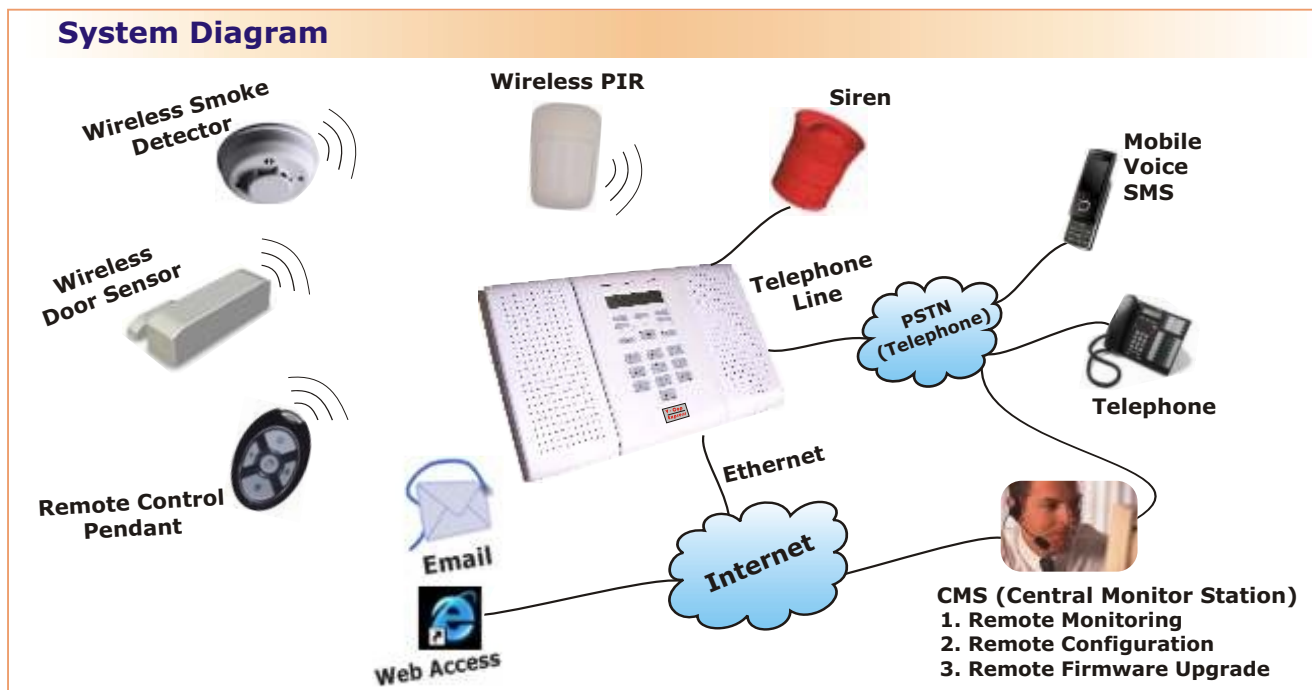 System Diagram
Wireless Smoke
Detector
Wireless PIR
Siren
Mobile
Voice
SMS
Wireless
Door Sensor
Telephone
Line
PSTN
(Telephone)
Telephone
Remote Control
Pendant
Ethernet
Email
Internet
Web Access
CMS (Central Monitor Station)
1. Remote Monitoring
2. Remote Configuration
3. Remote Firmware Upgrade